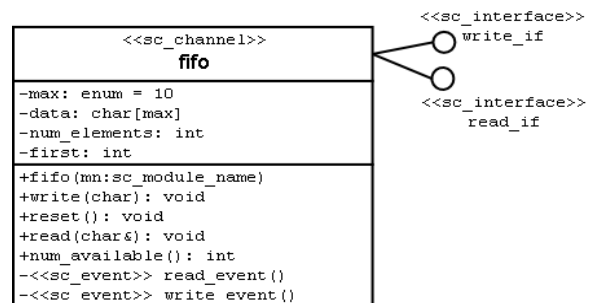 <<sc_channel>>
fifo
-max: enum = 10
-data: char[max]
-num_elements: int
-first: int
+fifo(mn:sc_module_name)
+write(char): void
+reset(): void
+read(char&): void
+num_available(): int
-<<sc_event>> read_event()
-<<sc_event>> write_event()
<<sc_interface>>
write_if
<<sc_interface>>
read_if